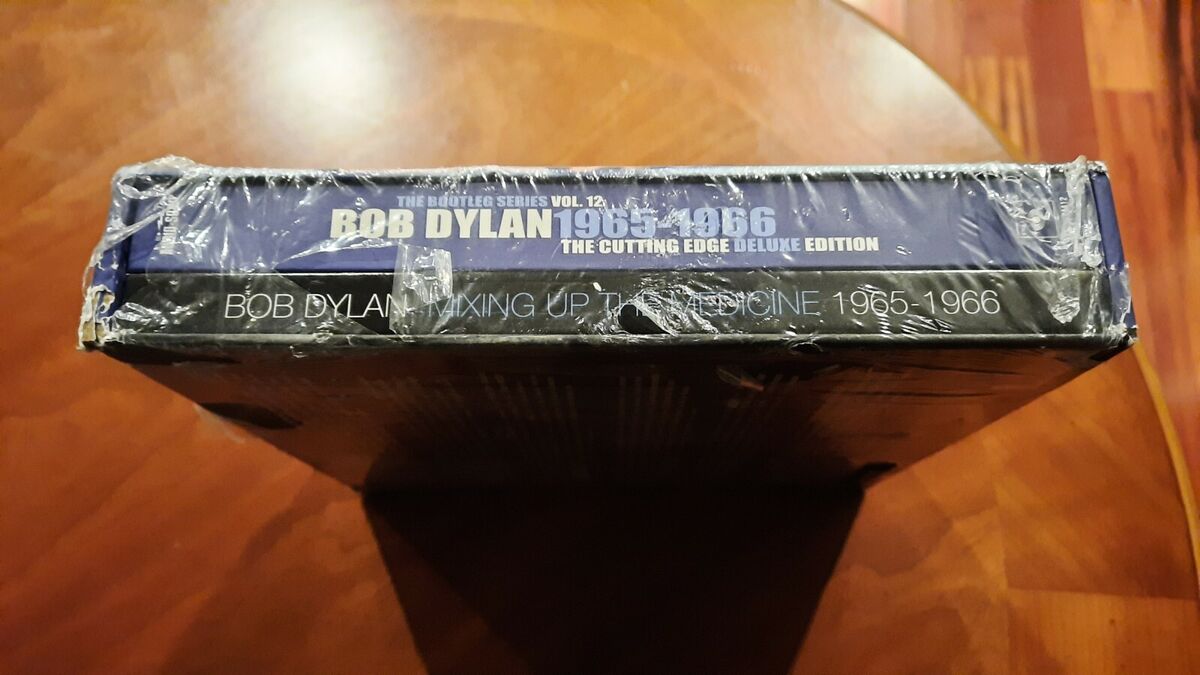 THE BOOTLEG SERIES VOL. 12
BOB DYLAN 1965-1966
THE CUTTING EDGE DELUXE EDITION
BOB DYLAN MIXING UP THE MEDICINE 1965-1966